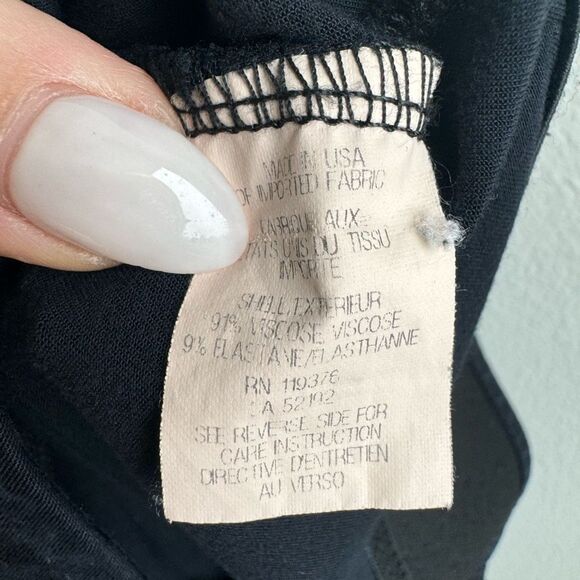 MADE IN USA
OF IMPORTED FABRIC
FABRIQUE AUX
ETATS UNIS DU TISSU
IMPORTE
SHELL/EXTERIEUR
91% VISCOSE/VISCOSE
9% ELASTANE/ELASTHANNE
RN 119376
CA 52192
SEE REVERSE SIDE FOR
CARE INSTRUCTION
DIRECTIVE D'ENTRETIEN
AU VERSO